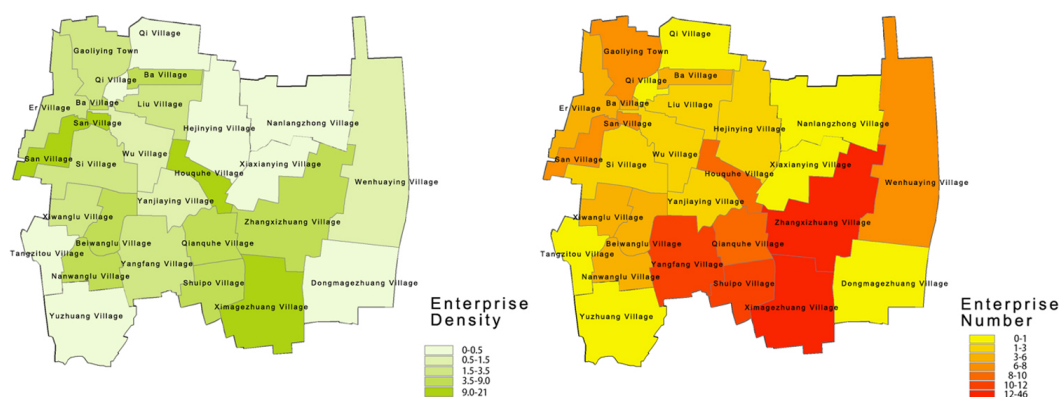 Qi Village
Gaoliying Town
Qi Village
Ba Village
Er Village
Ba Village
Liu Village
San Village
Nanlangzhong Village
Hejinying Village
San Village
Si Village
Wu Village
Xiaxianying Village
Houquhe Village
Wenhuaying Village
Yanjiaying Village
Xiwanglu Village
Zhangxizhuang Village
Beiwanglu Village
Qianquhe Village
Tangzitou Village
Yangfang Village
Nanwanglu Village
Shuipo Village
Dongmagezhuang Village
Ximagezhuang Village
Yuzhuang Village
Enterprise
Density
0-0.5
0.5-1.5
1.5-3.5
3.5-9.0
9.0-21
Qi Village
Gaoliying Town
Qi Village
Ba Village
Er Village
Ba Village
Liu Village
San Village
Nanlangzhong Village
Hejinying Village
San Village
Si Village
Wu Village
Xiaxianying Village
Houquhe Village
Wenhuaying Village
Yanjiaying Village
Xiwanglu Village
Zhangxizhuang Village
Beiwanglu Village
Qianquhe Village
Tangzitou Village
Yangfang Village
Nanwanglu Village
Shuipo Village
Dongmagezhuang Village
Ximagezhuang Village
Yuzhuang Village
Enterprise
Number
0-1
1-3
3-6
6-8
8-10
10-12
12-46